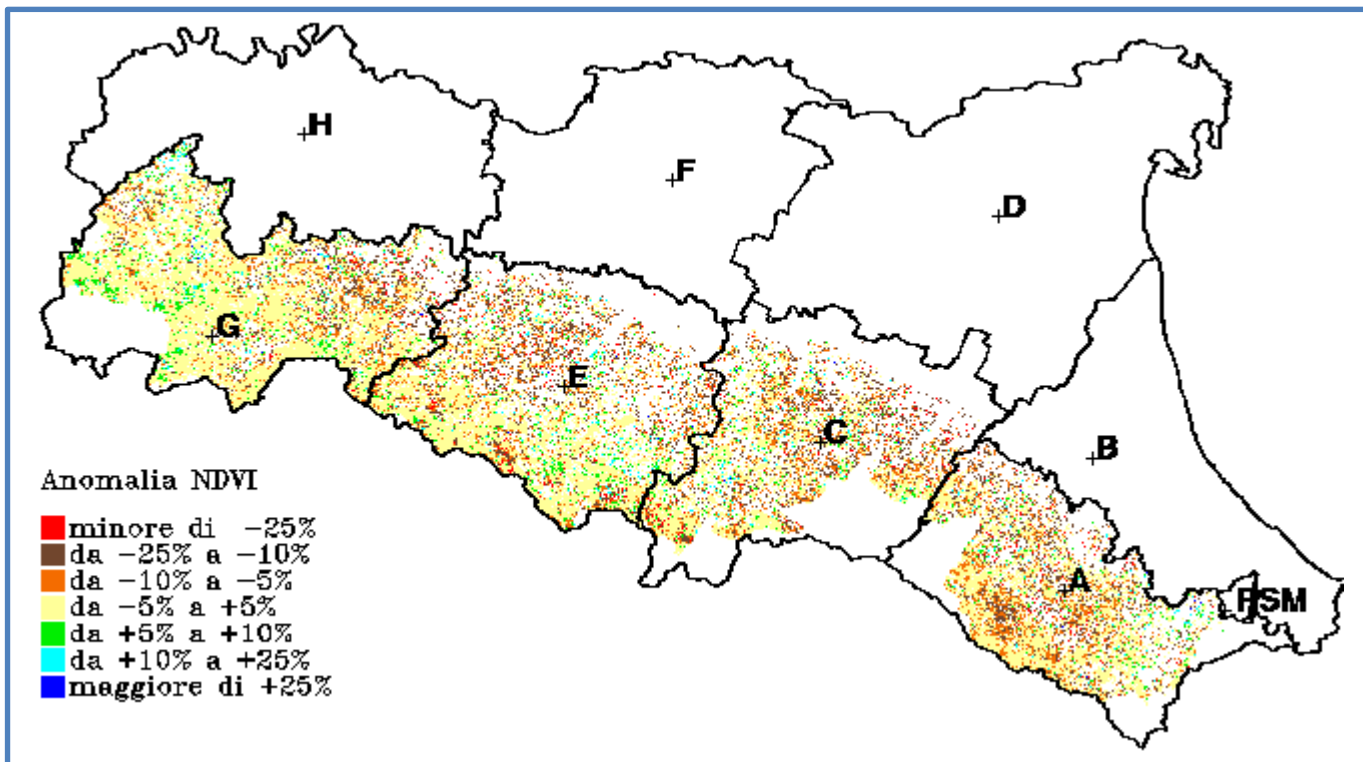 H
F
D
G
E
C
B
A
RSM
Anomalia NDVI
minore di -25%
da -25% a -10%
da -10% a -5%
da -5% a +5%
da +5% a +10%
da +10% a +25%
maggiore di +25%